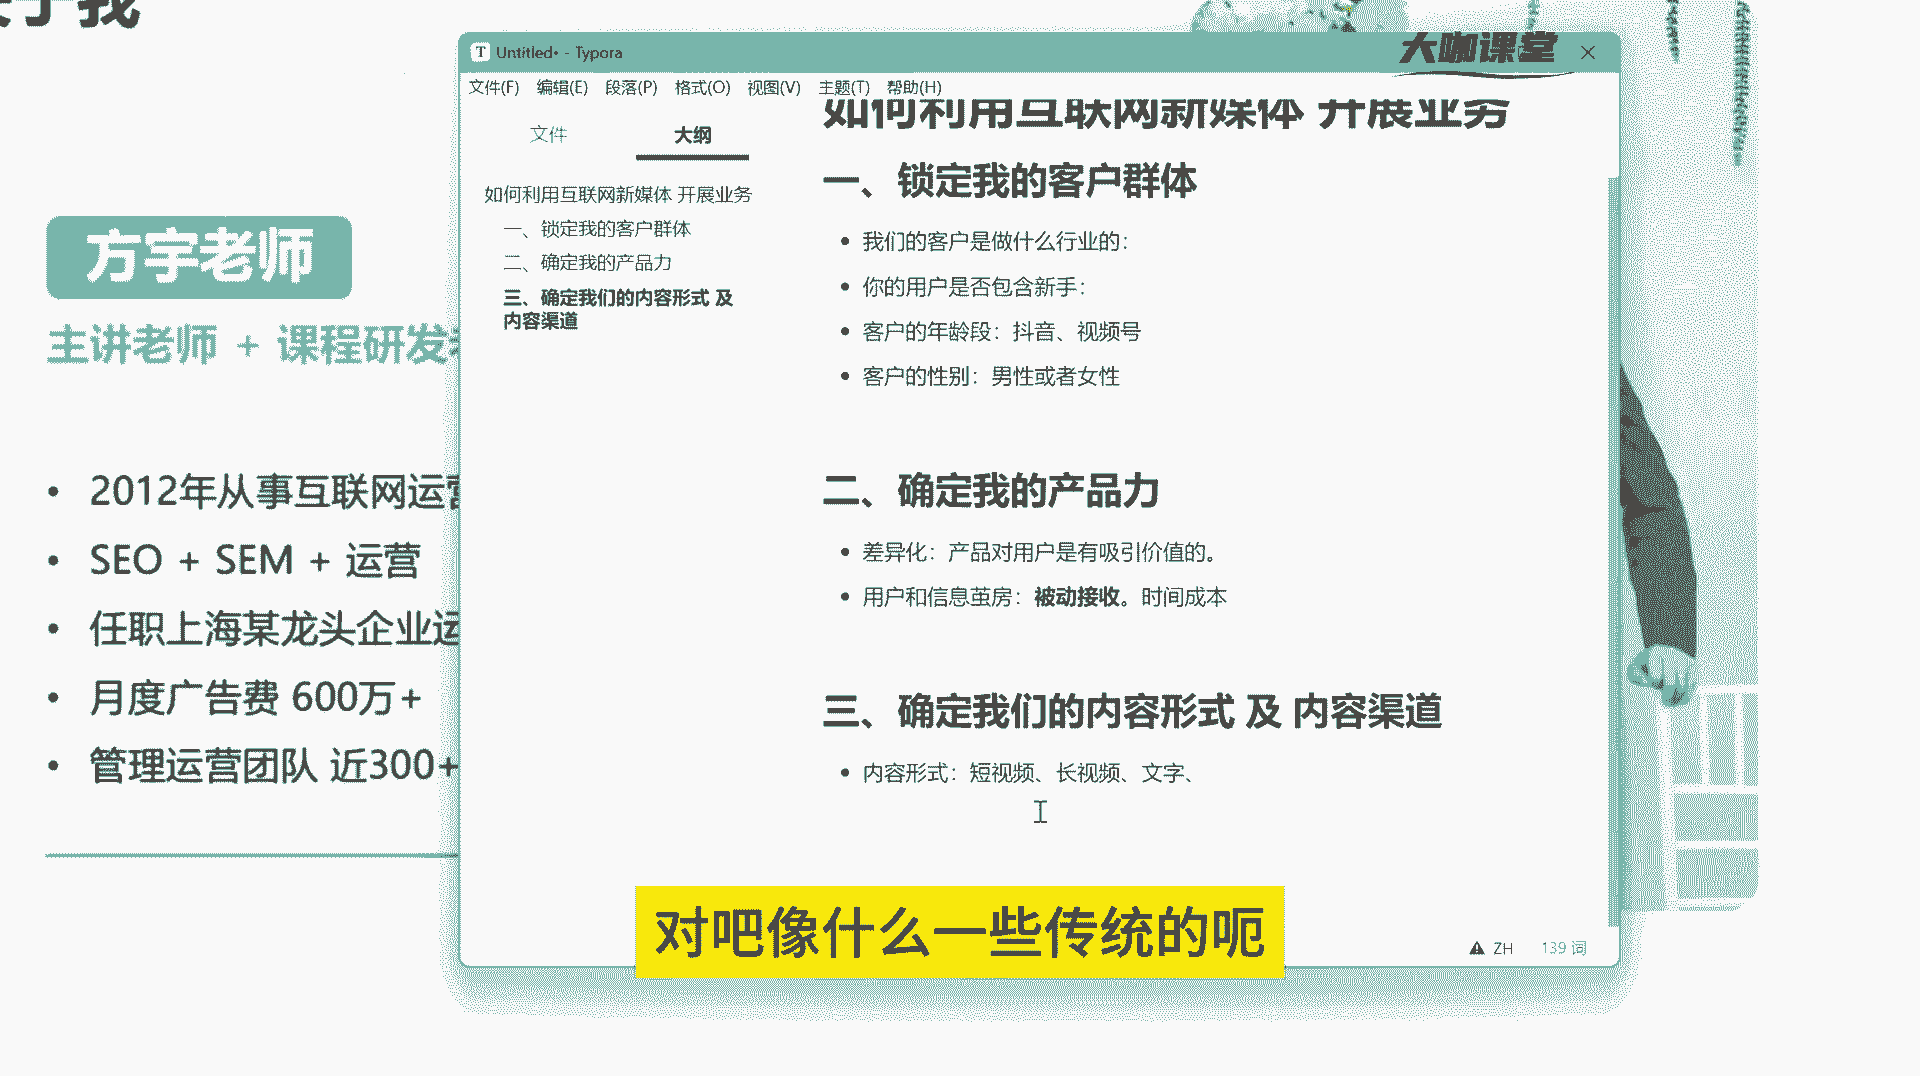 于我
方宇老师
主讲老师 + 课程研发
2012年从事互联网运营
SEO + SEM + 运营
任职上海某龙头企业运
月度广告费 600万+
管理运营团队 近300+
Untitled• - Typora
大咖课堂
文件(F) 编辑(E) 段落(P) 格式(O) 视图(V) 主题(T) 帮助(H)
文件 大纲
如何利用互联网新媒体 开展业务
一、锁定我的客户群体
二、确定我的产品力
三、确定我们的内容形式 及
内容渠道
如何利用互联网新媒体 开展业务
一、锁定我的客户群体
我们的客户是做什么行业的：
你的用户是否包含新手：
客户的年龄段：抖音、视频号
客户的性别：男性或者女性
二、确定我的产品力
差异化：产品对用户是有吸引价值的。
用户和信息茧房：被动接收。时间成本
三、确定我们的内容形式 及 内容渠道
内容形式：短视频、长视频、文字、
ZH 139 词
对吧像什么一些传统的呃